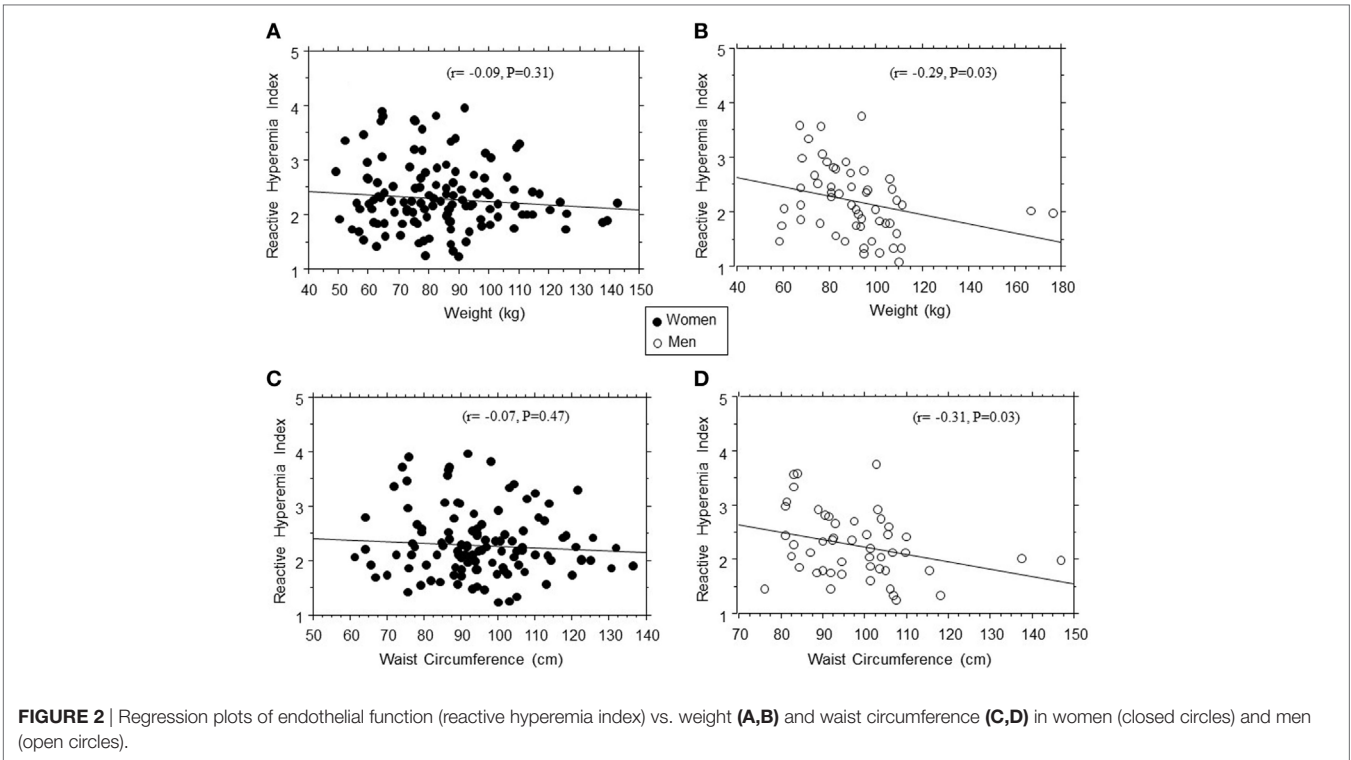 A
B
5
4
3
2
1
Reactive Hyperemia Index
(r= -0.09, P=0.31)
40 50 60 70 80 90 100 110 120 130 140 150
Weight (kg)
5
4
3
2
1
Reactive Hyperemia Index
(r= -0.29, P=0.03)
40 60 80 100 120 140 160 180
Weight (kg)
Women
Men
C
D
5
4
3
2
1
Reactive Hyperemia Index
(r= -0.07, P=0.47)
50 60 70 80 90 100 110 120 130 140
Waist Circumference (cm)
5
4
3
2
1
Reactive Hyperemia Index
(r= -0.31, P=0.03)
70 80 90 100 110 120 130 140 150
Waist Circumference (cm)
FIGURE 2 | Regression plots of endothelial function (reactive hyperemia index) vs. weight (A,B) and waist circumference (C,D) in women (closed circles) and men
(open circles).